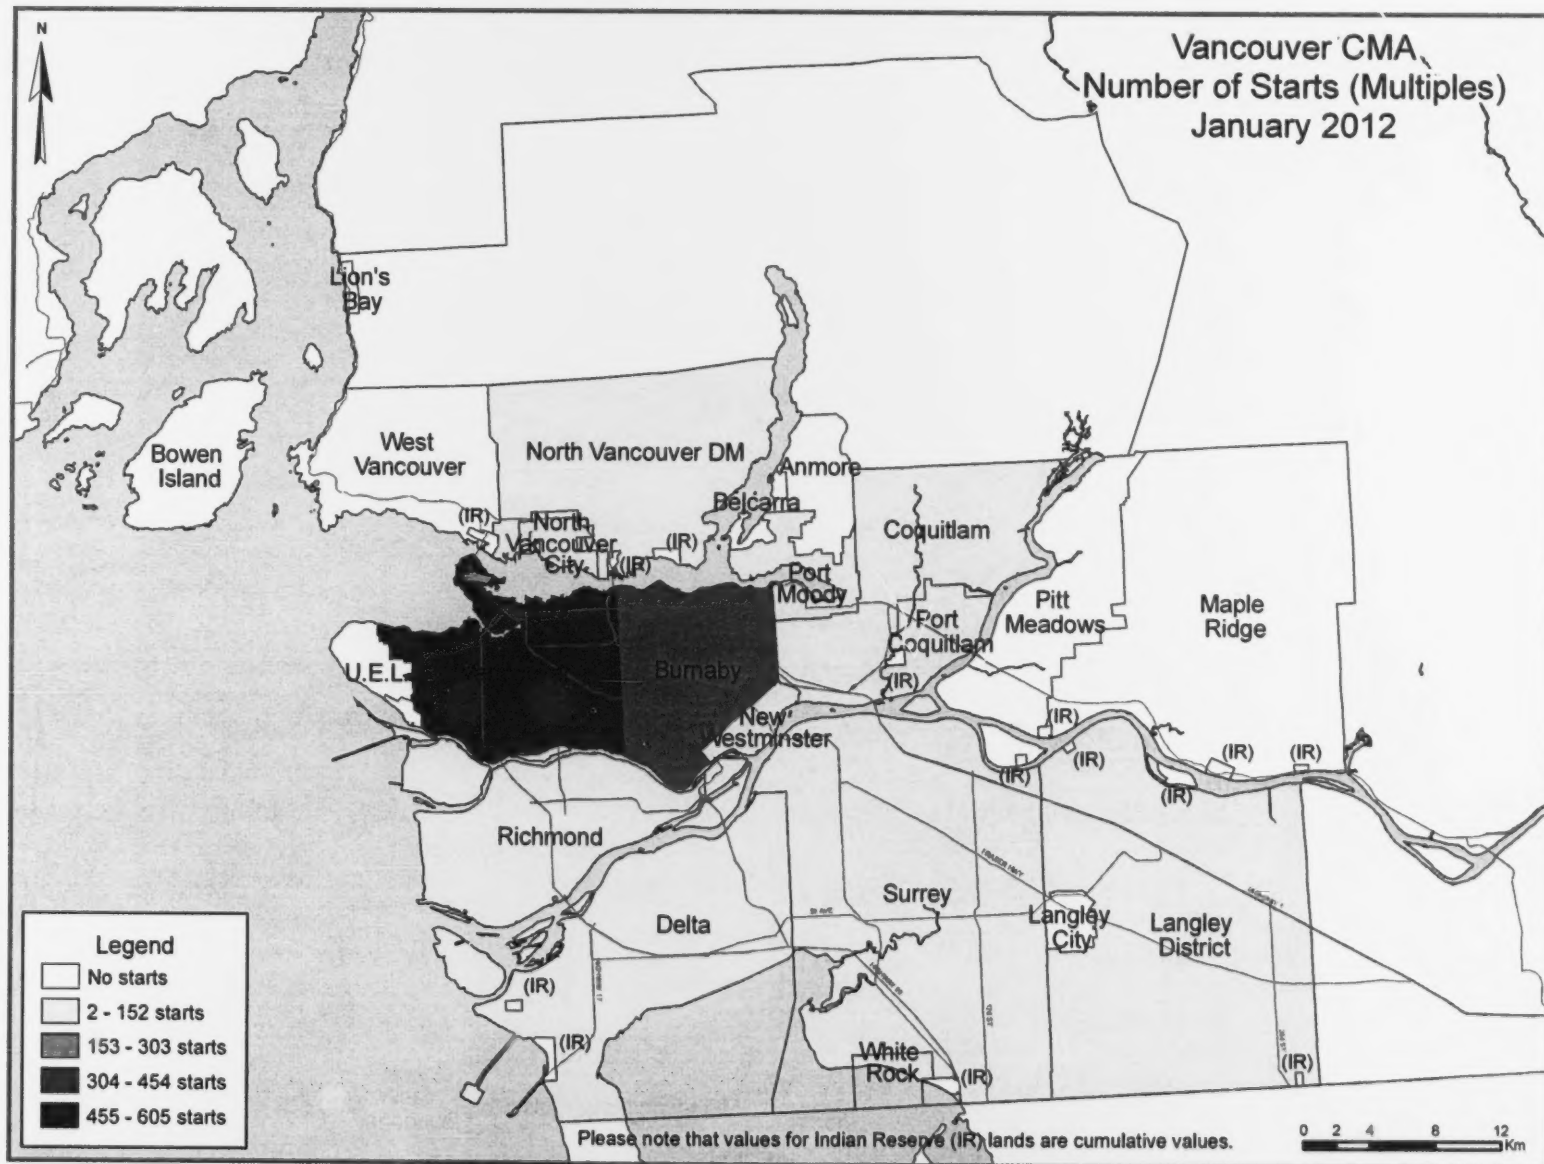 N
Vancouver CMA
Number of Starts (Multiples)
January 2012
Lion's
Bay
Bowen
Island
West
Vancouver
North Vancouver DM
Anmore
Belcarra
(IR)
North
Vancouver
City
(IR)
(IR)
Coquitlam
Port
Moody
Port
Coquitlam
Pitt
Meadows
Maple
Ridge
U.E.L.
Burnaby
(IR)
New
Westminster
(IR)
(IR)
(IR)
(IR)
(IR)
(IR)
Richmond
FRASER HWY
Surrey
Delta
Langley
City
Langley
District
HIGHWAY 17
(IR)
(IR)
White
Rock
(IR)
(IR)
Legend
No starts
2 - 152 starts
153 - 303 starts
304 - 454 starts
455 - 605 starts
Please note that values for Indian Reserve (IR) lands are cumulative values.
0 2 4 8 12
Km